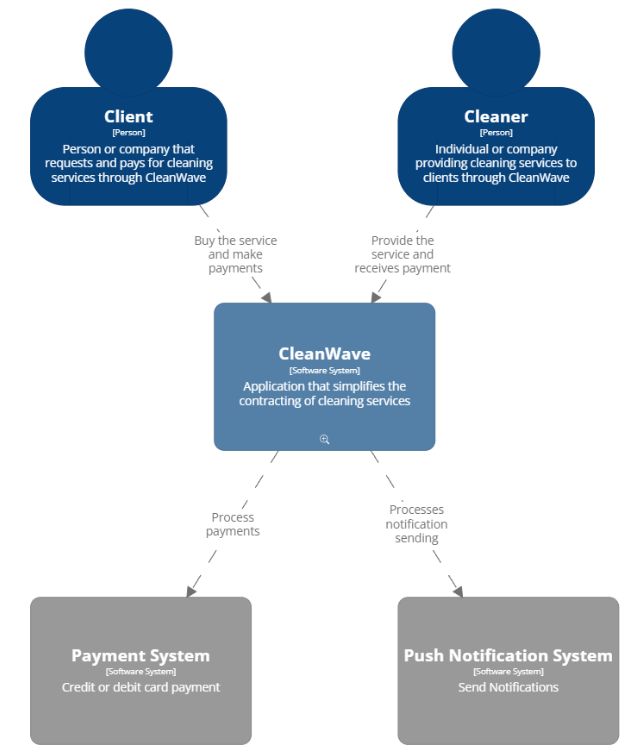 Client
[Person]
Person or company that
requests and pays for cleaning
services through CleanWave
Cleaner
[Person]
Individual or company
providing cleaning services to
clients through CleanWave
Buy the service
and make
payments
Provide the
service and
receives payment
CleanWave
[Software System]
Application that simplifies the
contracting of cleaning services
Process
payments
Processes
notification
sending
Payment System
[Software System]
Credit or debit card payment
Push Notification System
[Software System]
Send Notifications